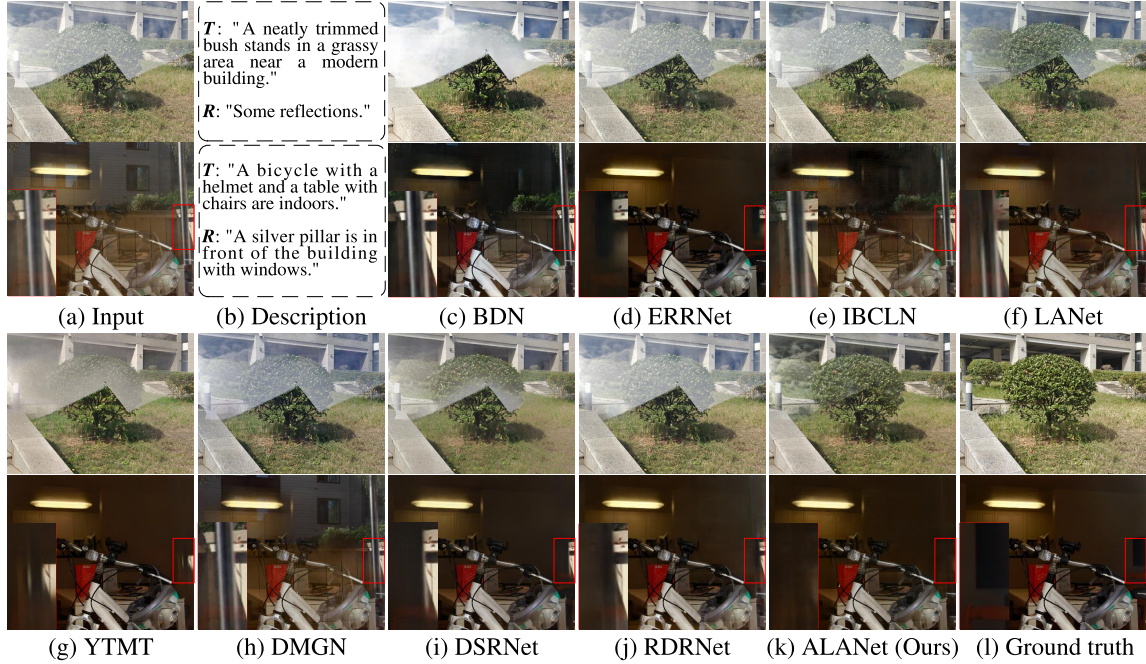 T: "A neatly trimmed
bush stands in a grassy
area near a modern
building."
R: "Some reflections."
T: "A bicycle with a
helmet and a table with
chairs are indoors."
R: "A silver pillar is in
front of the building
with windows."
(a) Input
(b) Description
(c) BDN
(d) ERRNet
(e) IBCLN
(f) LANet
(g) YTMT
(h) DMGN
(i) DSRNet
(j) RDRNet
(k) ALANet (Ours)
(l) Ground truth